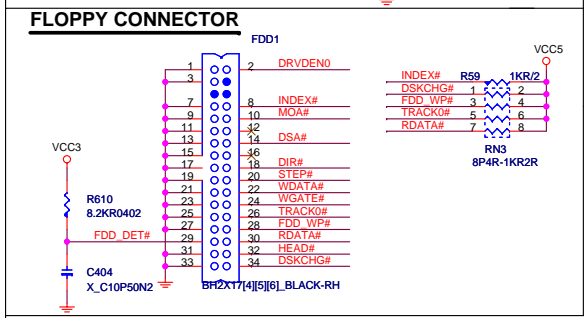 FLOPPY CONNECTOR
FDD1
1 2 DRVDEN0
3
7 8 INDEX#
9 10 MOA#
11 12
13 14 DSA#
15 16
17 18 DIR#
19 20 STEP#
21 22 WDATA#
23 24 WGATE#
25 26 TRACK0#
27 28 FDD_WP#
29 30 RDATA#
31 32 HEAD#
33 34 DSKCHG#
BH2X17[4][5][6]_BLACK-RH
VCC3
R610
8.2KR0402
FDD_DET#
C404
X_C10P50N2
VCC5
INDEX# R59 1KR/2
DSKCHG# 1 2
FDD_WP# 3 4
TRACK0# 5 6
RDATA# 7 8
RN3
8P4R-1KR2R